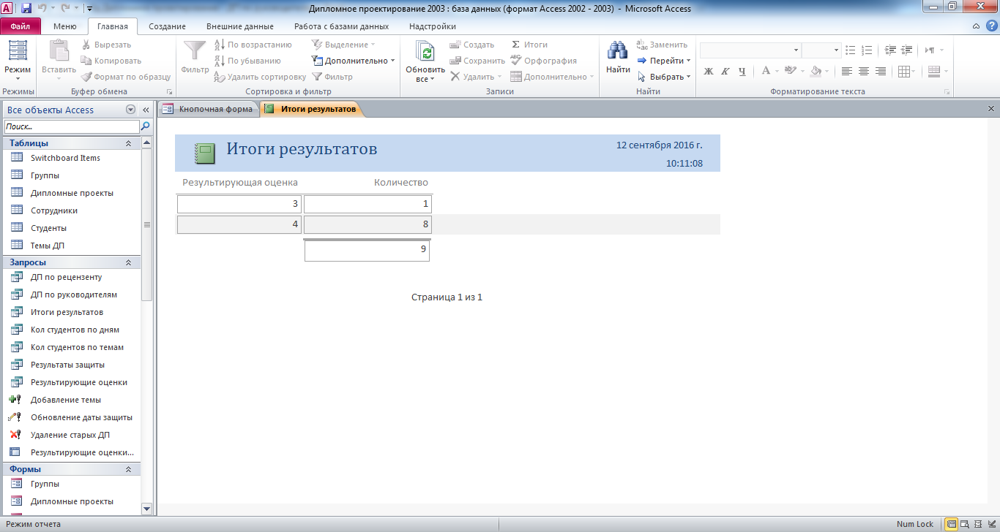 Дипломное проектирование 2003 : база данных (формат Access 2002 - 2003) - Microsoft Access
Файл Меню Главная Создание Внешние данные Работа с базами данных Надстройки
Режим
Режимы
Вставить
Вырезать
Копировать
Формат по образцу
Буфер обмена
Фильтр
По возрастанию
По убыванию
Удалить сортировку
Выделение
Дополнительно
Фильтр
Сортировка и фильтр
Обновить
все
Создать
Сохранить
Удалить
Итоги
Орфография
Дополнительно
Записи
Найти
Заменить
Перейти
Выбрать
Найти
Ж К Ч А
Форматирование текста
Все объекты Access
Поиск...
Таблицы
Switchboard Items
Группы
Дипломные проекты
Сотрудники
Студенты
Темы ДП
Запросы
ДП по рецензенту
ДП по руководителям
Итоги результатов
Кол студентов по дням
Кол студентов по темам
Результаты защиты
Результирующие оценки
Добавление темы
Обновление даты защиты
Удаление старых ДП
Результирующие оценки...
Формы
Группы
Дипломные проекты
Кнопочная форма Итоги результатов
Итоги результатов
12 сентября 2016 г.
10:11:08
Результирующая оценка Количество
3 1
4 8
9
Страница 1 из 1
Режим отчета Num Lock